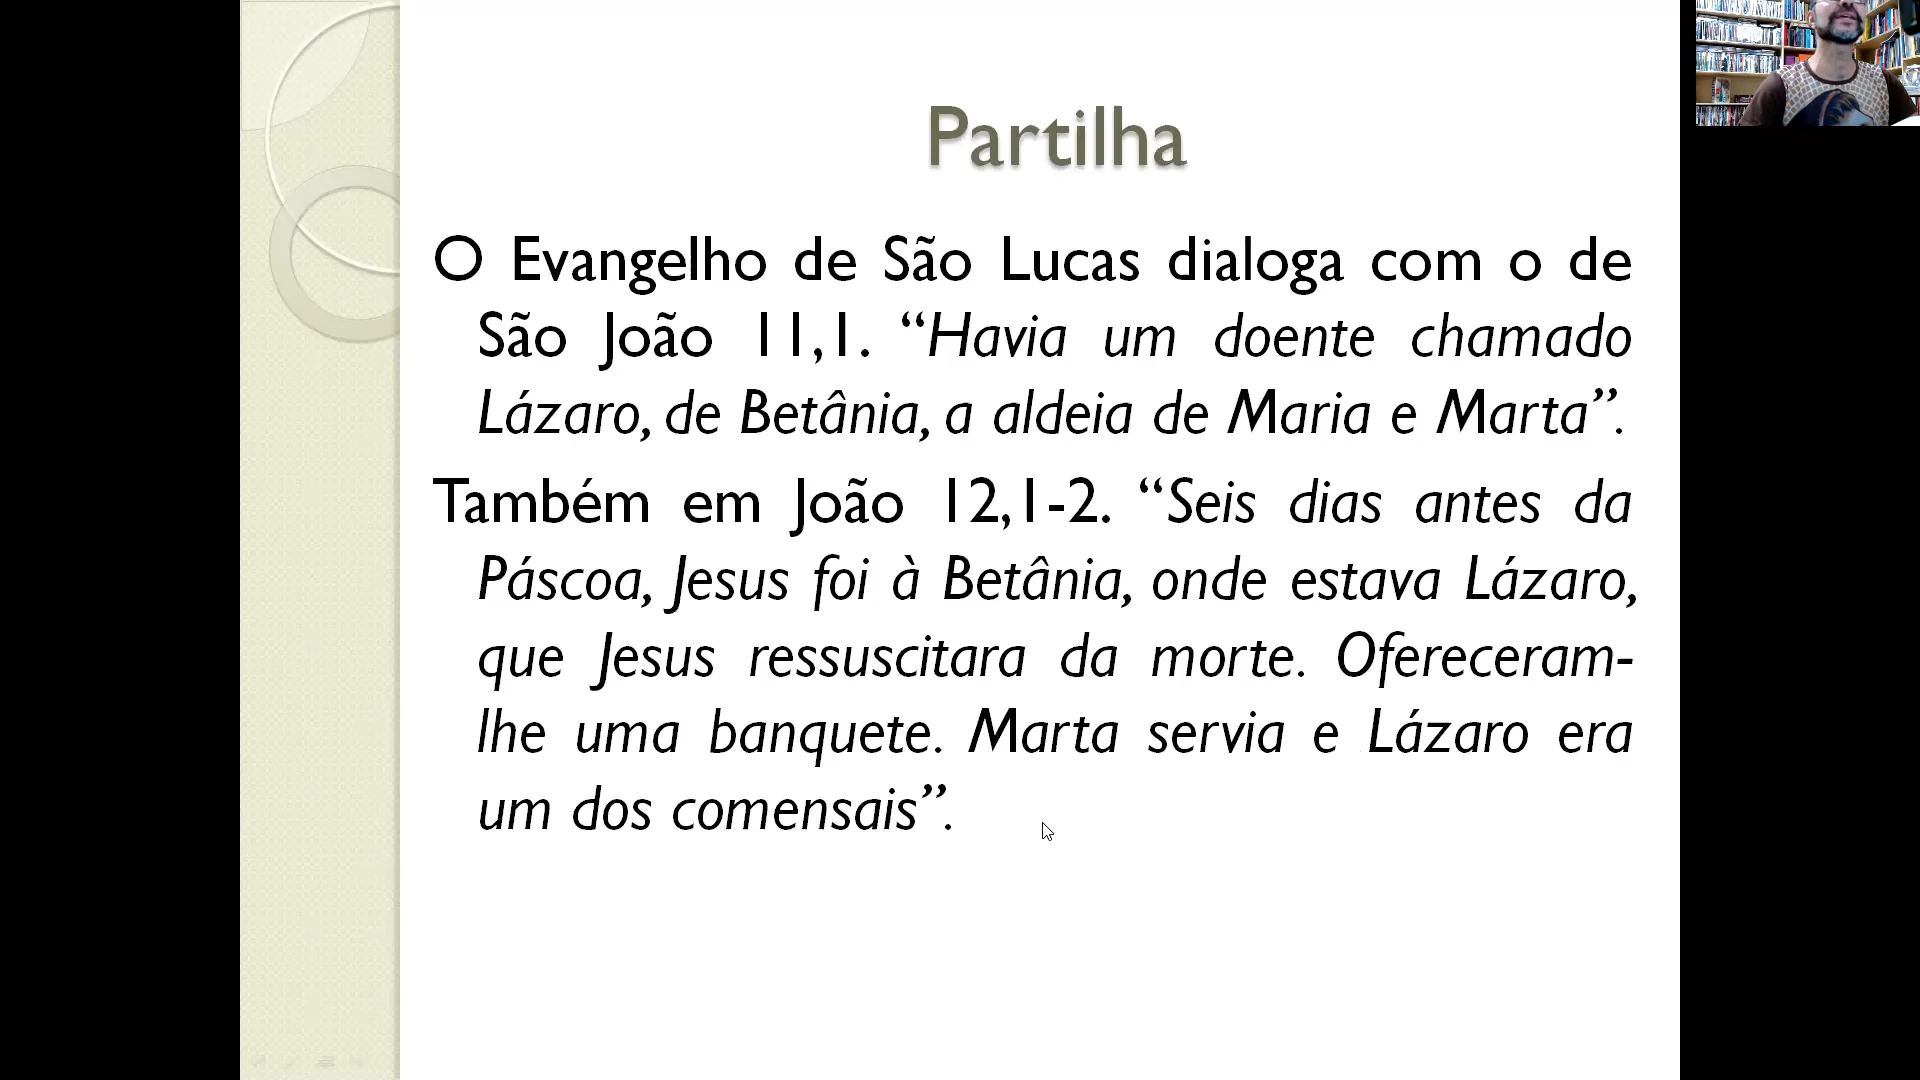 Partilha
O Evangelho de São Lucas dialoga com o de
São João 11,1. “Havia um doente chamado
Lázaro, de Betânia, a aldeia de Maria e Marta”.
Também em João 12,1-2. “Seis dias antes da
Páscoa, Jesus foi à Betânia, onde estava Lázaro,
que Jesus ressuscitara da morte. Ofereceram-
lhe uma banquete. Marta servia e Lázaro era
um dos comensais”.